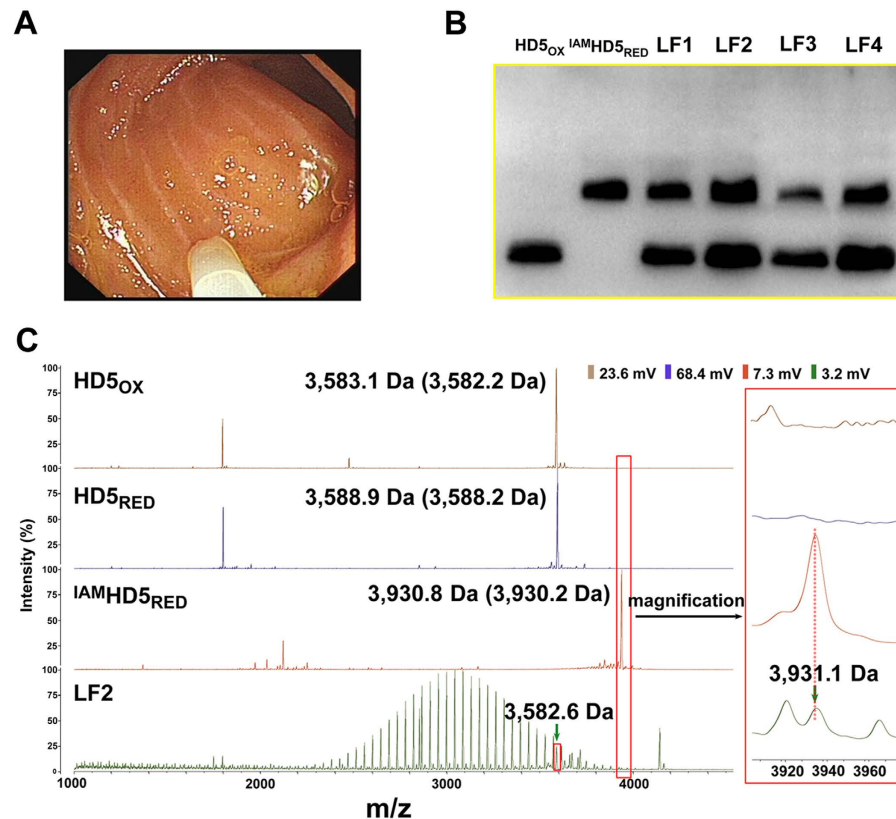 A
B
HD5OX IAMHD5RED LF1 LF2 LF3 LF4
C
23.6 mV 68.4 mV 7.3 mV 3.2 mV
Intensity (%)
100
HD5OX 3,583.1 Da (3,582.2 Da)
75
50
25
100
HD5RED 3,588.9 Da (3,588.2 Da)
75
50
25
100
IAMHD5RED 3,930.8 Da (3,930.2 Da)
magnification
75
50
25
100
LF2
75
3,582.6 Da
50
25
3,931.1 Da
1000 2000 3000 4000
m/z
3920 3940 3960